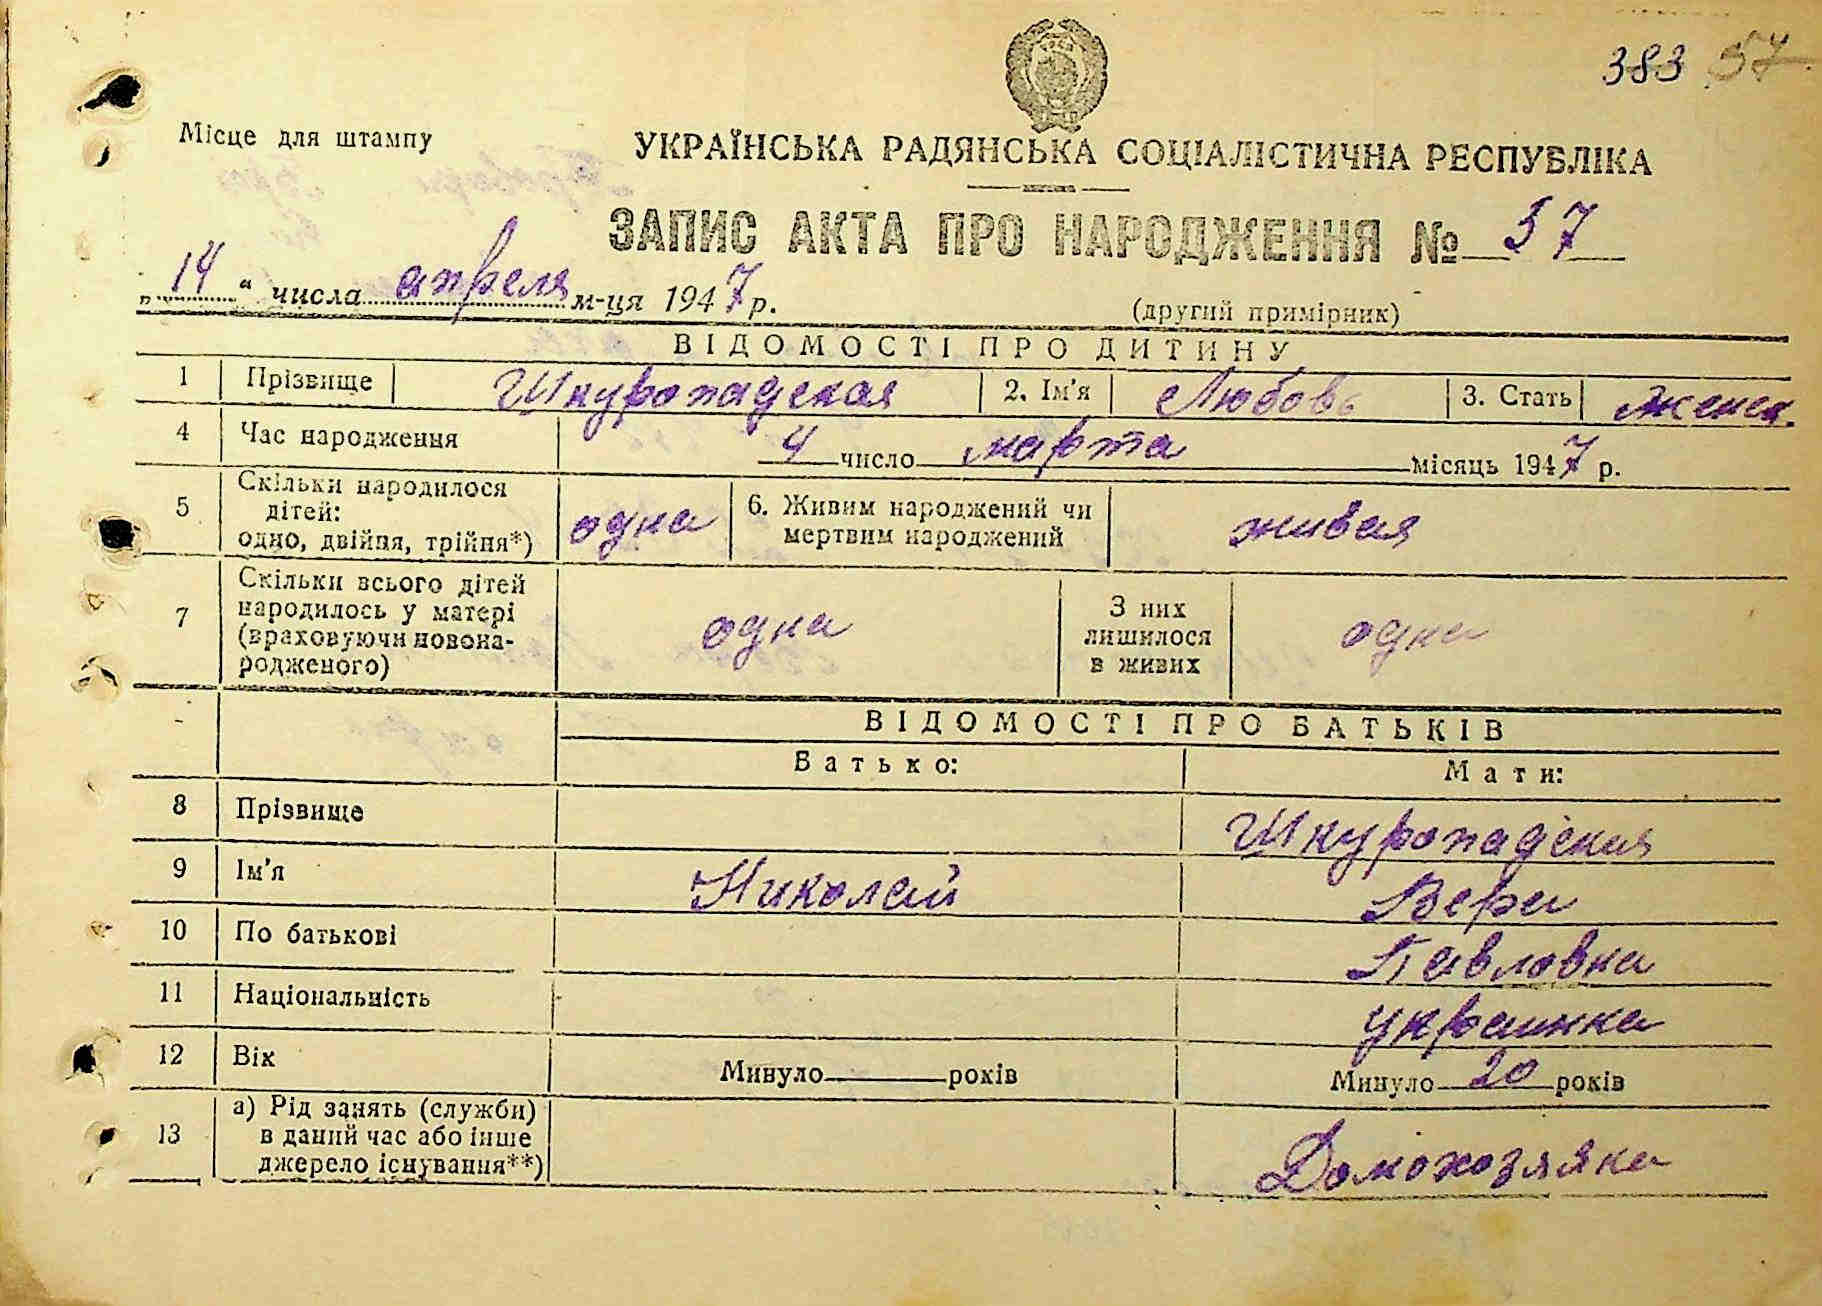 383 57
Місце для штампу
УКРАЇНСЬКА РАДЯНСЬКА СОЦІАЛІСТИЧНА РЕСПУБЛІКА
ЗАПИС АКТА ПРО НАРОДЖЕННЯ № 57
„14“ числа апреля м-ця 1947 р.
(другий примірник)
ВІДОМОСТІ ПРО ДИТИНУ
1 Прізвище Шкуропадская 2. Ім'я Любовь 3. Стать женск.
4 Час народження 4 число марта місяць 1947 р.
5 Скільки народилося дітей: одно, двійня, трійня*) одна 6. Живим народжений чи мертвим народжений живая
7 Скільки всього дітей народилось у матері (враховуючи новона-родженого) одна З них лишилося в живих одна
ВІДОМОСТІ ПРО БАТЬКІВ
Батько: Мати:
8 Прізвище Шкуропадская
9 Ім'я Николай Вера
10 По батькові Павловна
11 Національність украинка
12 Вік Минуло років Минуло 20 років
13 а) Рід занять (служби) в даний час або інше джерело існування**) Домохозяйка